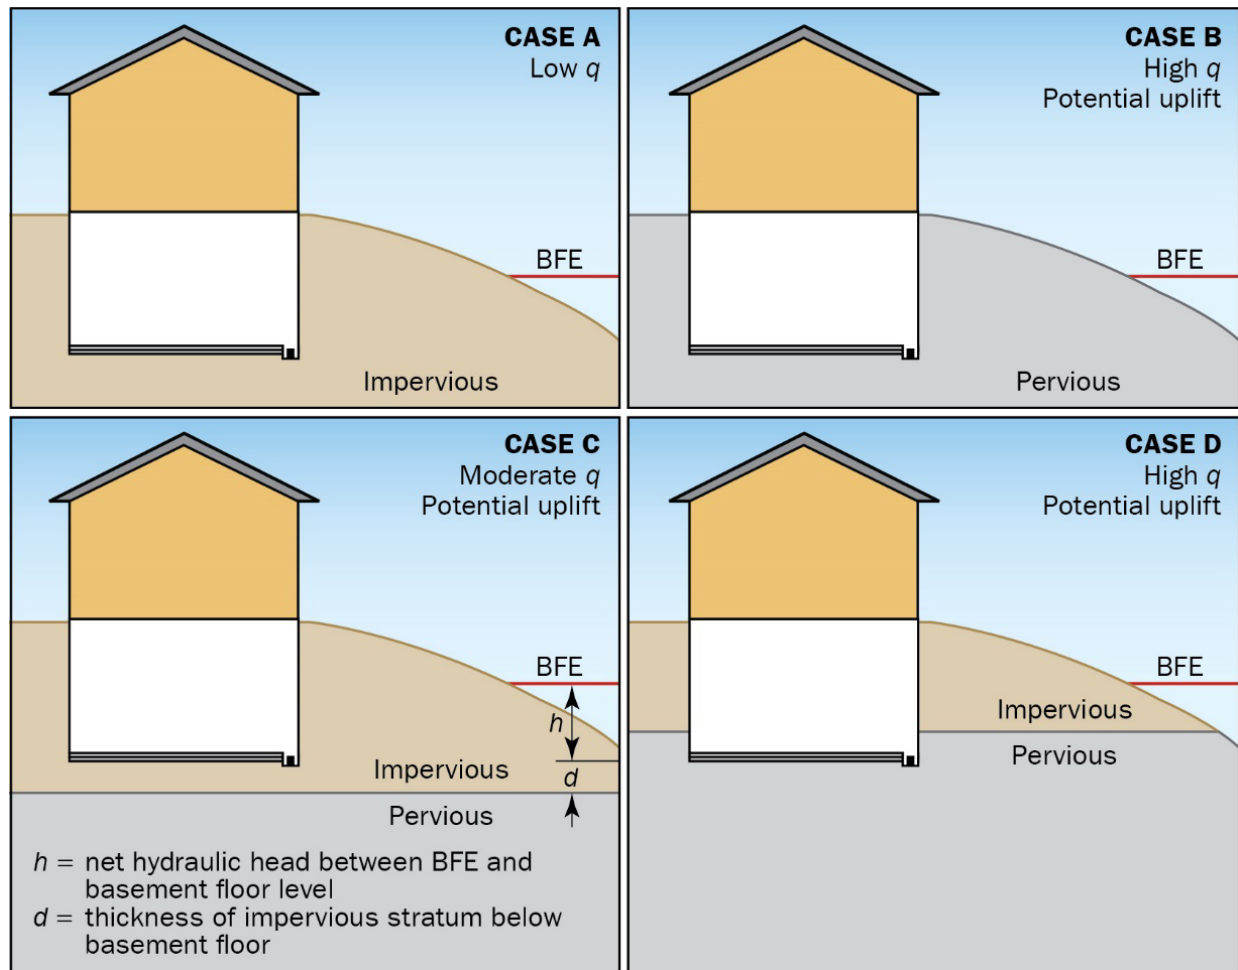 CASE A
Low q
BFE
Impervious
CASE B
High q
Potential uplift
BFE
Pervious
CASE C
Moderate q
Potential uplift
BFE
h
Impervious
d
Pervious
h = net hydraulic head between BFE and
basement floor level
d = thickness of impervious stratum below
basement floor
CASE D
High q
Potential uplift
BFE
Impervious
Pervious